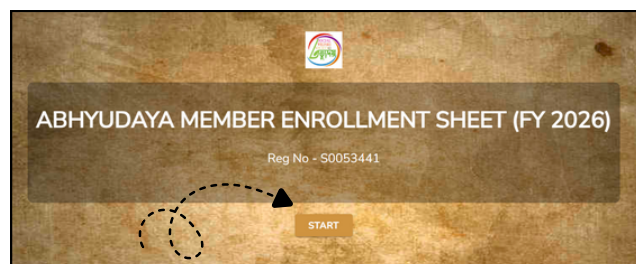 ABHYUDAYA MEMBER ENROLLMENT SHEET (FY 2026)
Reg No - S0053441
START